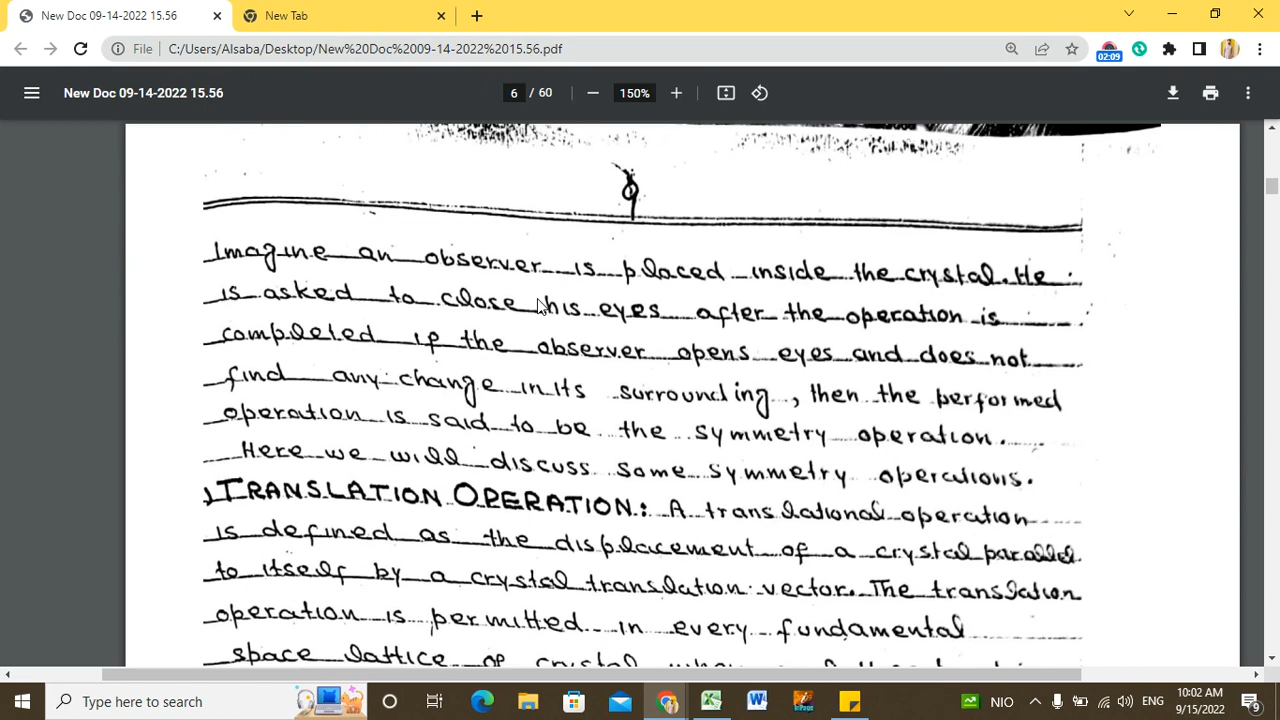 New Doc 09-14-2022 15.56
New Tab
File C:/Users/Alsaba/Desktop/New%20Doc%2009-14-2022%2015.56.pdf
02:09
New Doc 09-14-2022 15.56
6 / 60
150%
9
Imagine an observer is placed inside the crystal. He
is asked to close his eyes after the operation is
completed if the observer opens eyes and does not
find any change in its surrounding, then the performed
operation is said to be the symmetry operation.
Here we will discuss some symmetry operations.
TRANSLATION OPERATION: A translational operation
is defined as the displacement of a crystal parallel
to itself by a crystal translation vector. The translation
operation is permitted in every fundamental
space lattice of crystal
Type here to search
NIO
ENG
10:02 AM
9/15/2022
9